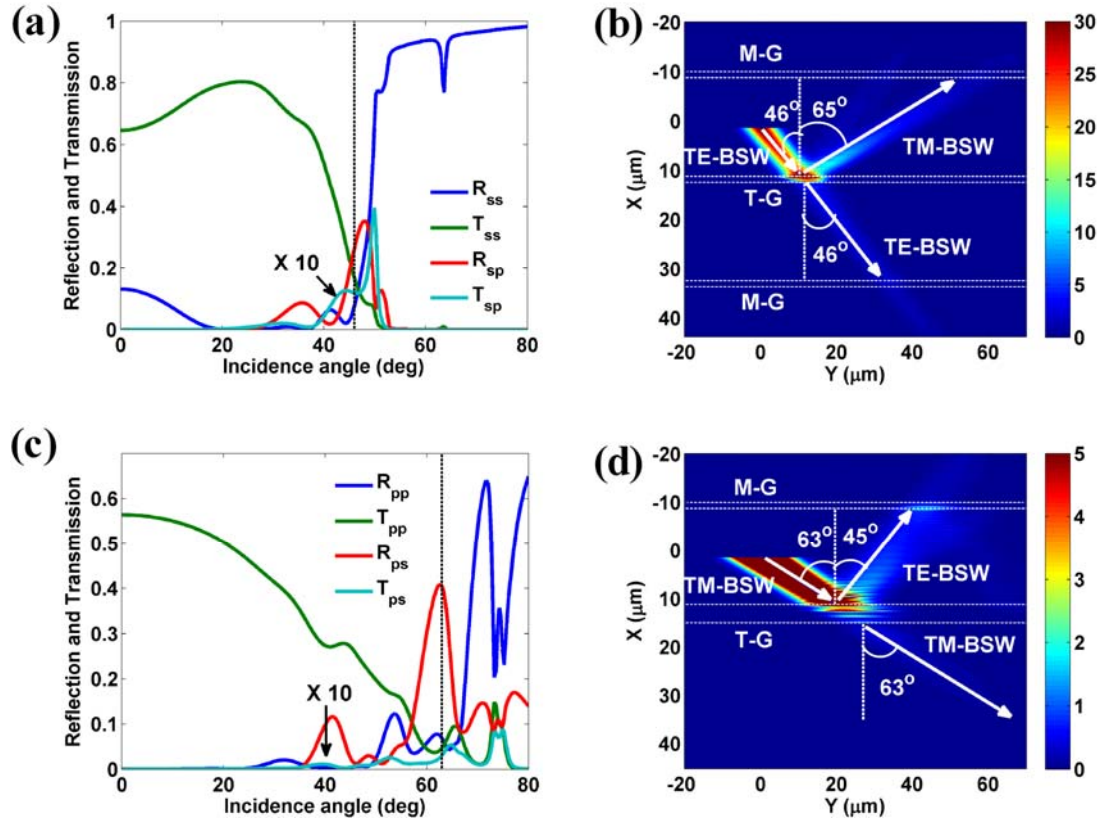 (a)
1
0.8
0.6
0.4
0.2
0
Reflection and Transmission
R_ss
T_ss
R_sp
T_sp
X 10
0 20 40 60 80
Incidence angle (deg)
(b)
-20
-10
0
10
20
30
40
X (μm)
M-G
46° 65°
TE-BSW
TM-BSW
T-G
TE-BSW
46°
M-G
-20 0 20 40 60
Y (μm)
30
25
20
15
10
5
0
(c)
0.6
0.5
0.4
0.3
0.2
0.1
0
Reflection and Transmission
R_pp
T_pp
R_ps
T_ps
X 10
0 20 40 60 80
Incidence angle (deg)
(d)
-20
-10
0
10
20
30
40
X (μm)
M-G
63° 45°
TM-BSW
TE-BSW
T-G
TM-BSW
63°
-20 0 20 40 60
Y (μm)
5
4
3
2
1
0